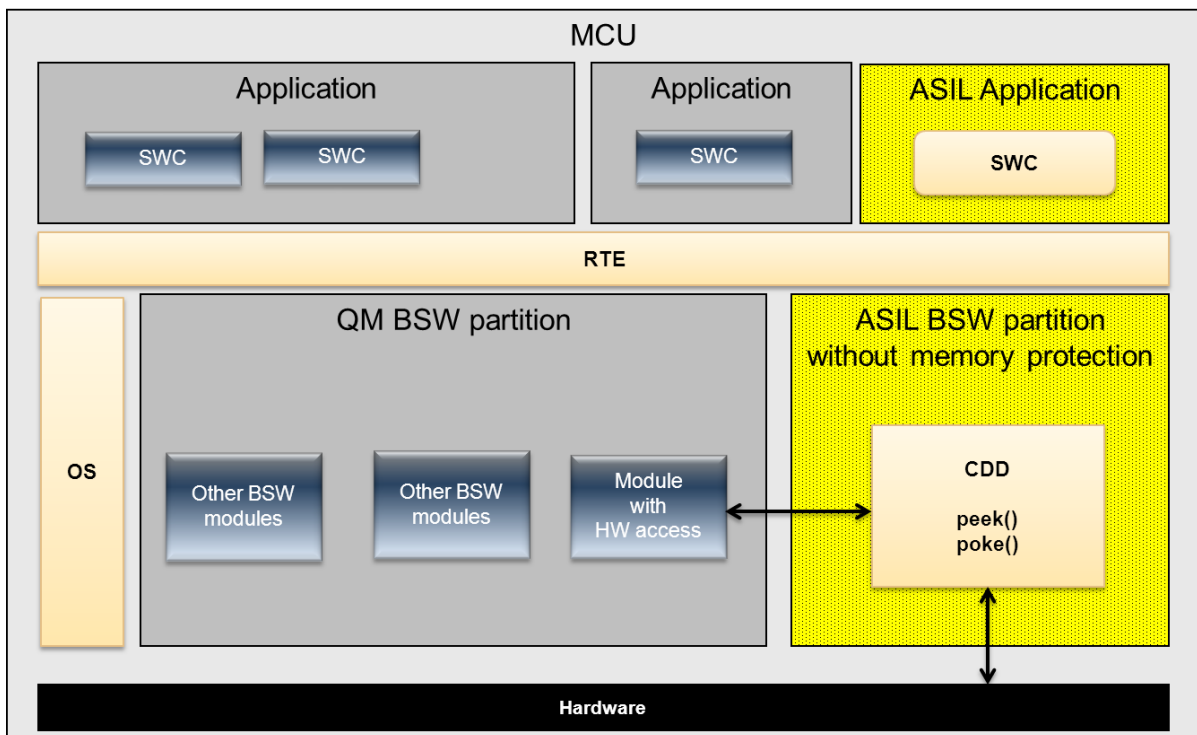 MCU
Application
SWC
SWC
Application
SWC
ASIL Application
SWC
RTE
OS
QM BSW partition
Other BSW
modules
Other BSW
modules
Module
with
HW access
ASIL BSW partition
without memory protection
CDD
peek()
poke()
Hardware